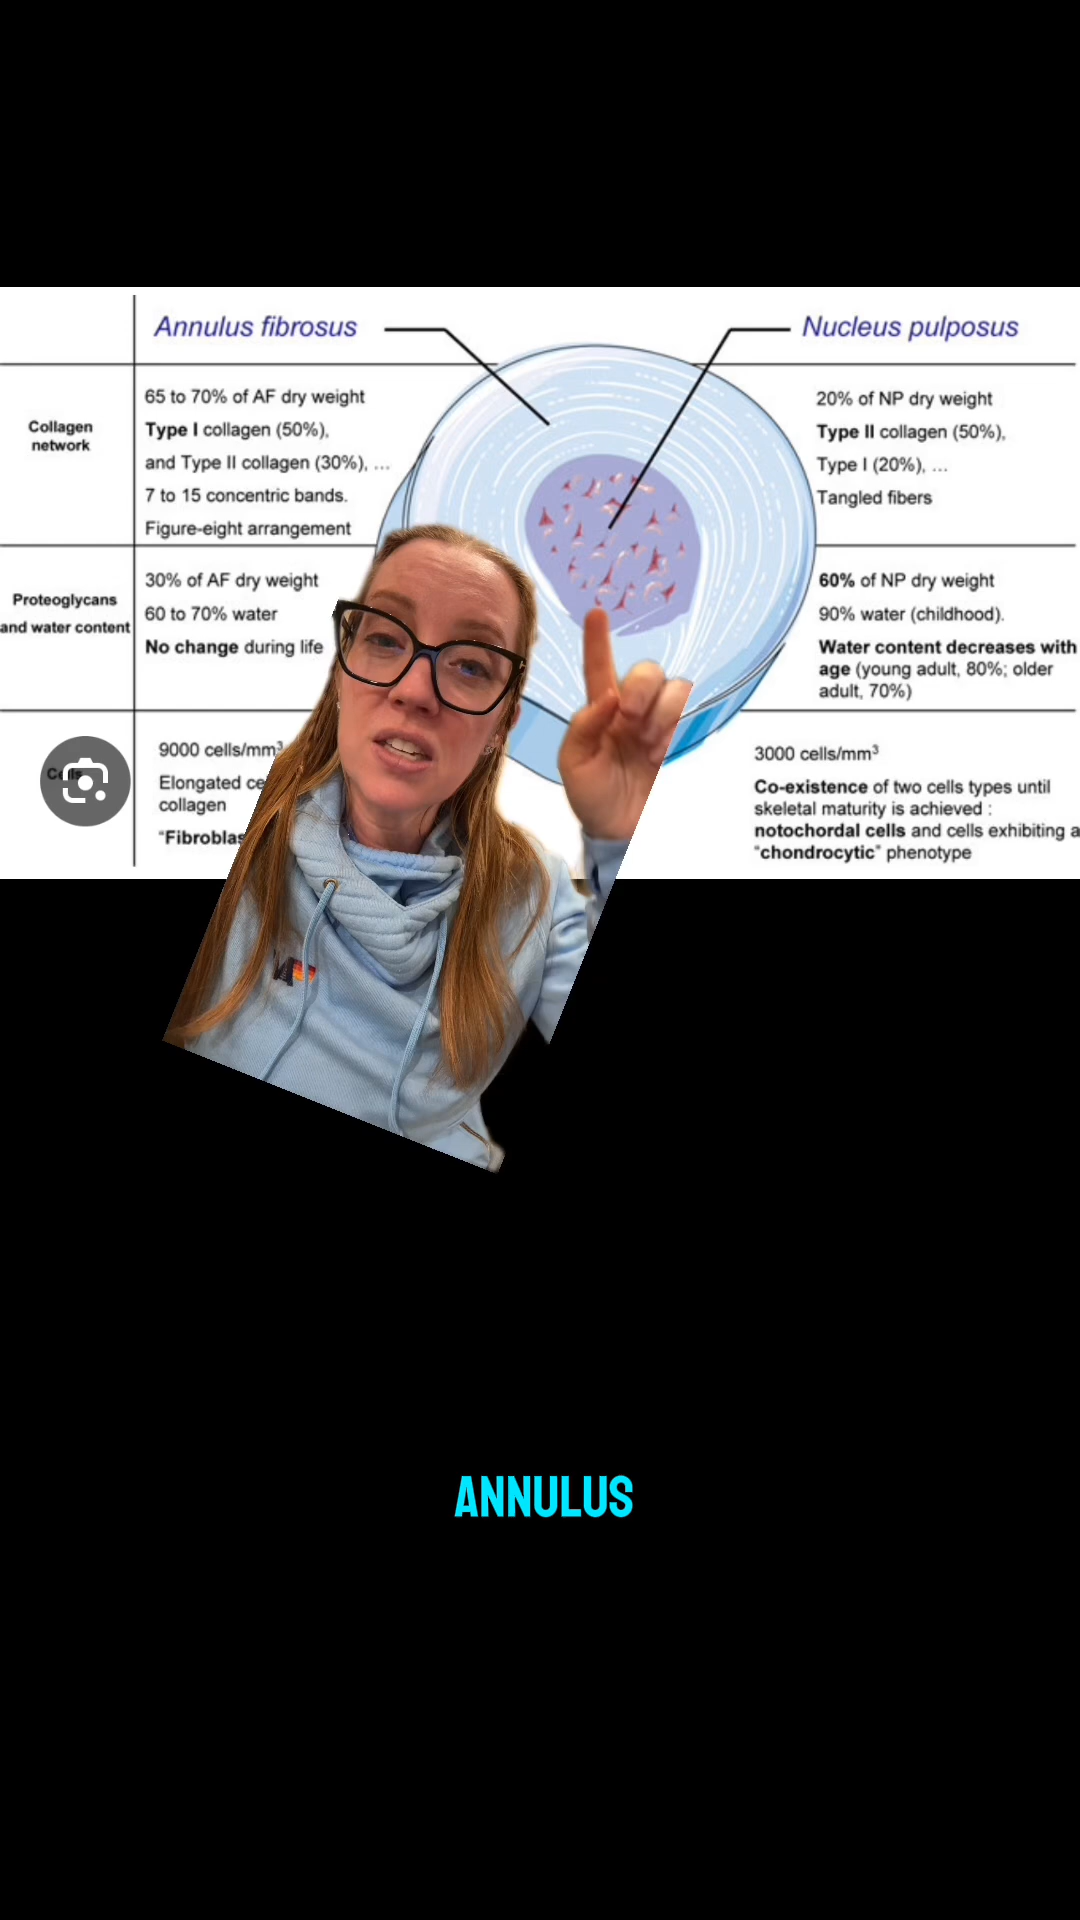 Annulus fibrosus
Nucleus pulposus
Collagen
network
65 to 70% of AF dry weight
Type I collagen (50%),
and Type II collagen (30%), ...
7 to 15 concentric bands.
Figure-eight arrangement
20% of NP dry weight
Type II collagen (50%),
Type I (20%), ...
Tangled fibers
Proteoglycans
and water content
30% of AF dry weight
60 to 70% water
No change during life
60% of NP dry weight
90% water (childhood).
Water content decreases with
age (young adult, 80%; older
adult, 70%)
9000 cells/mm³
Elongated
collagen
3000 cells/mm³
Co-existence of two cells types until
skeletal maturity is achieved :
notochordal cells and cells exhibiting a
"chondrocytic" phenotype
ANNULUS